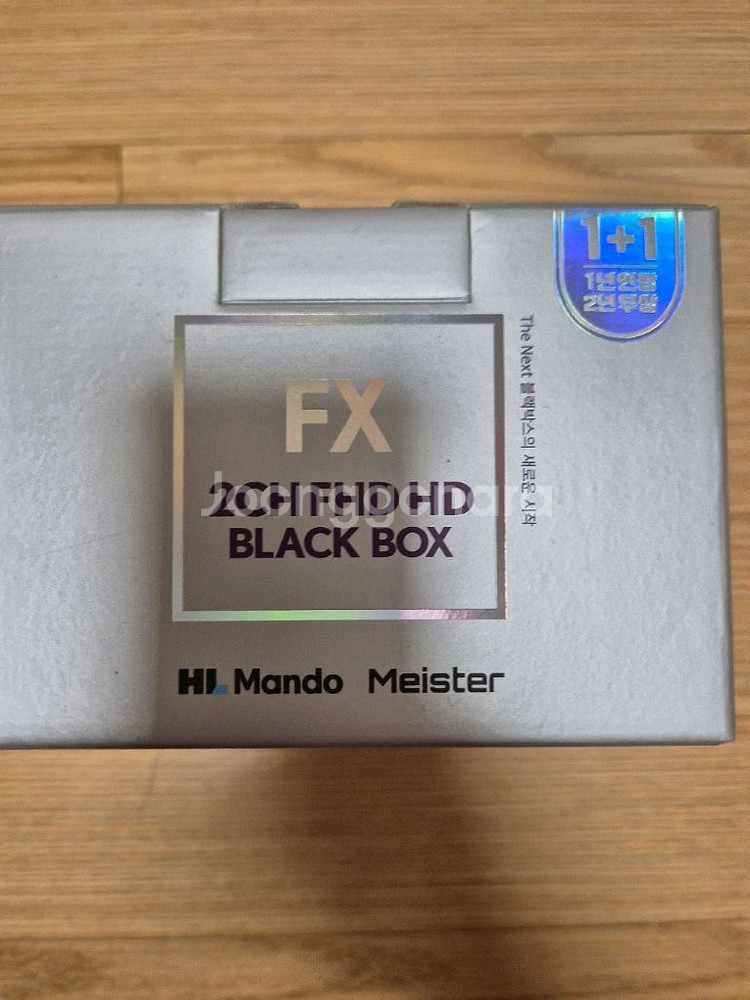 1+1
1년연장
2년무상
The Next 블랙박스의 새로운 시작
FX
2CH FHD HD
BLACK BOX
Joonggonara
HL Mando Meister